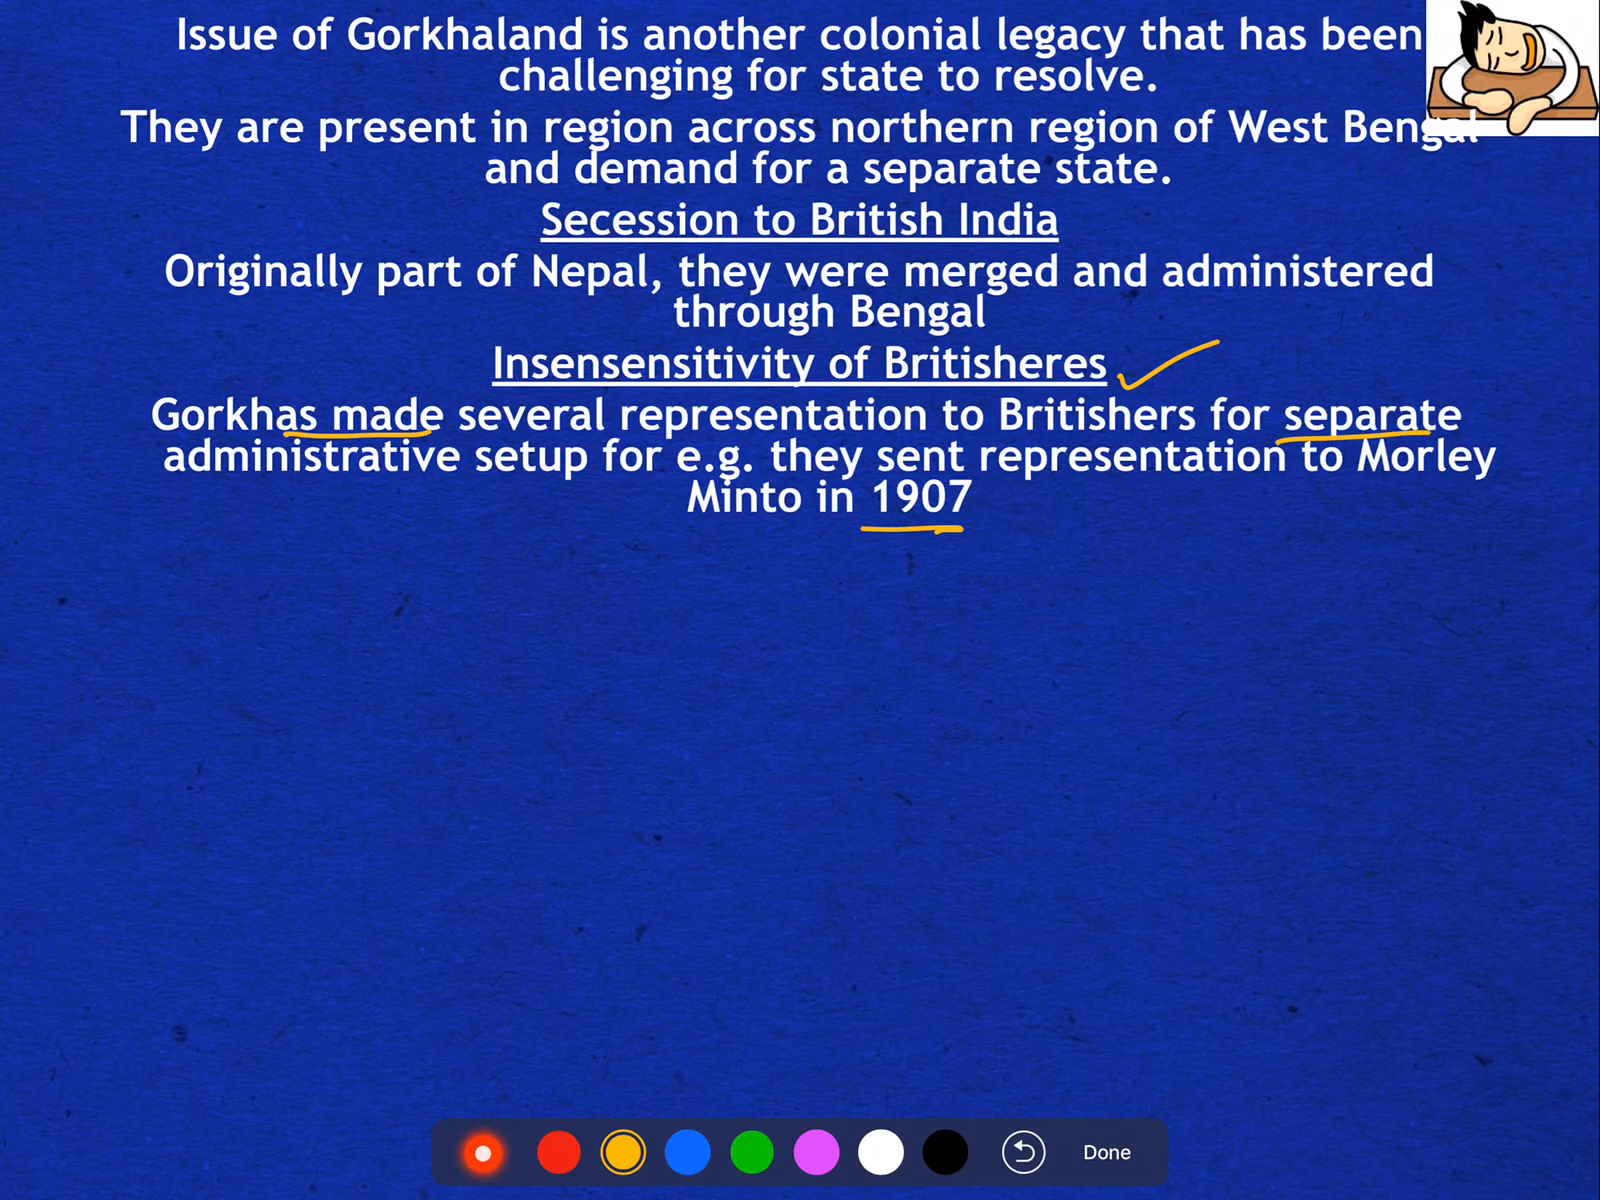 Issue of Gorkhaland is another colonial legacy that has been
challenging for state to resolve.
They are present in region across northern region of West Bengal
and demand for a separate state.
Secession to British India
Originally part of Nepal, they were merged and administered
through Bengal
Insensensitivity of Britisheres
Gorkhas made several representation to Britishers for separate
administrative setup for e.g. they sent representation to Morley
Minto in 1907
Done